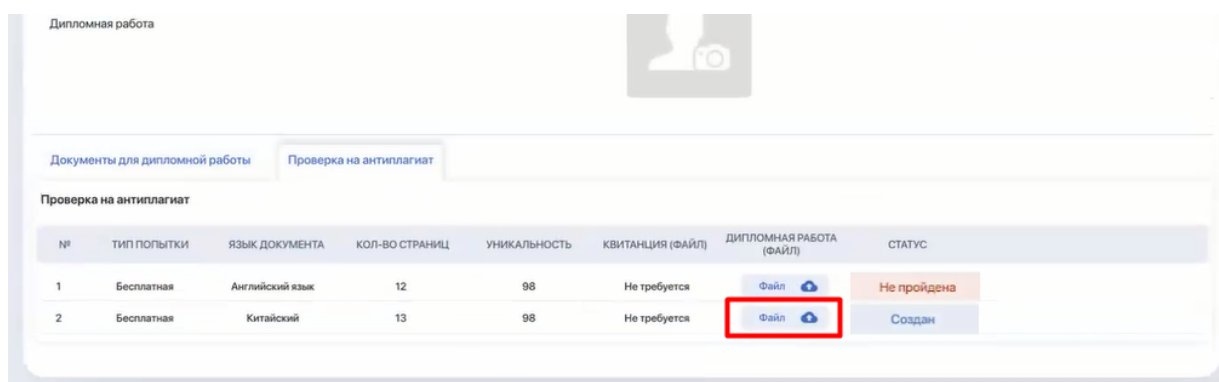 Дипломная работа
Документы для дипломной работы Проверка на антиплагиат
Проверка на антиплагиат
№ ТИП ПОПЫТКИ ЯЗЫК ДОКУМЕНТА КОЛ-ВО СТРАНИЦ УНИКАЛЬНОСТЬ КВИТАНЦИЯ (ФАЙЛ) ДИПЛОМНАЯ РАБОТА (ФАЙЛ) СТАТУС
1 Бесплатная Английский язык 12 98 Не требуется Файл Не пройдена
2 Бесплатная Китайский 13 98 Не требуется Файл Создан